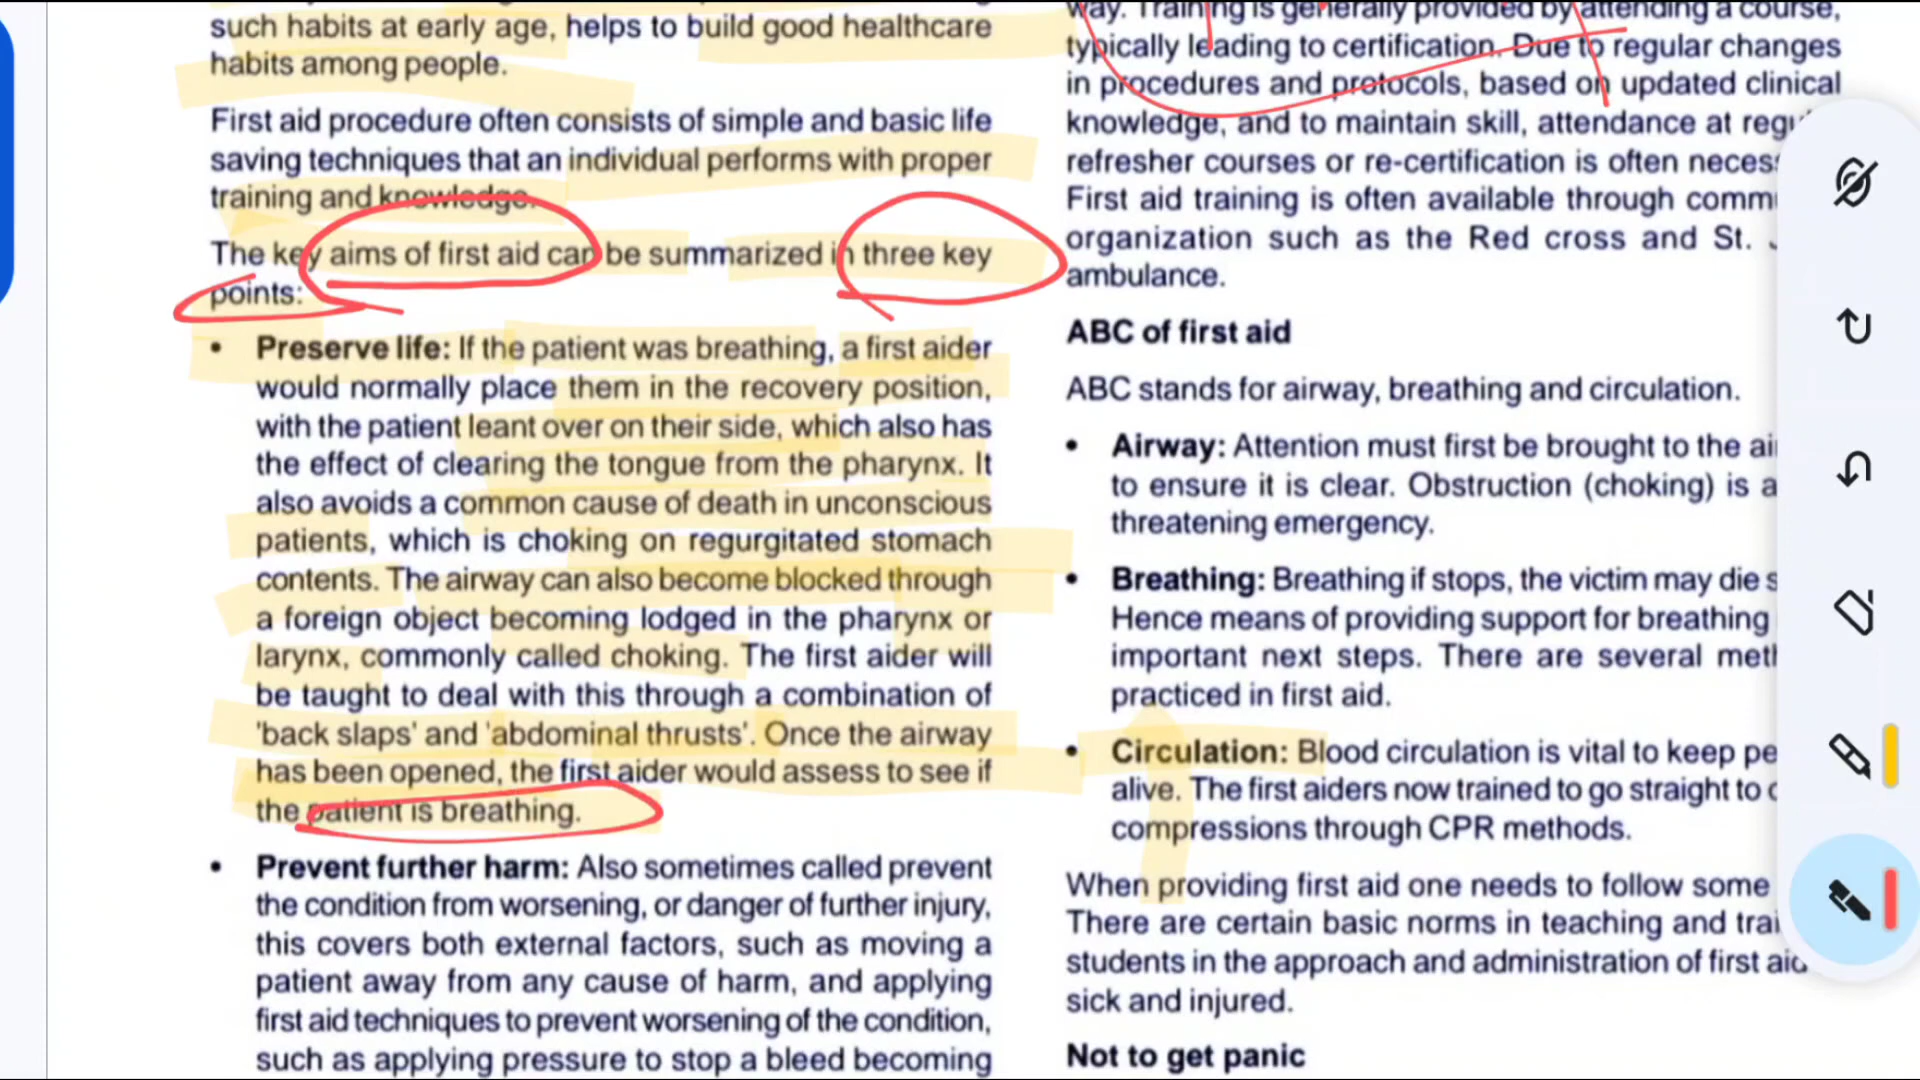 such habits at early age, helps to build good healthcare
habits among people.
First aid procedure often consists of simple and basic life
saving techniques that an individual performs with proper
training and knowledge.
The key aims of first aid can be summarized in three key
points:
• Preserve life: If the patient was breathing, a first aider
would normally place them in the recovery position,
with the patient leant over on their side, which also has
the effect of clearing the tongue from the pharynx. It
also avoids a common cause of death in unconscious
patients, which is choking on regurgitated stomach
contents. The airway can also become blocked through
a foreign object becoming lodged in the pharynx or
larynx, commonly called choking. The first aider will
be taught to deal with this through a combination of
'back slaps' and 'abdominal thrusts'. Once the airway
has been opened, the first aider would assess to see if
the patient is breathing.
• Prevent further harm: Also sometimes called prevent
the condition from worsening, or danger of further injury,
this covers both external factors, such as moving a
patient away from any cause of harm, and applying
first aid techniques to prevent worsening of the condition,
such as applying pressure to stop a bleed becoming
way. Training is generally provided by attending a course,
typically leading to certification. Due to regular changes
in procedures and protocols, based on updated clinical
knowledge, and to maintain skill, attendance at
refresher courses or re-certification is often
First aid training is often available through
organization such as the Red cross and St.
ambulance.
ABC of first aid
ABC stands for airway, breathing and circulation.
• Airway: Attention must first be brought to the
to ensure it is clear. Obstruction (choking) is a
threatening emergency.
• Breathing: Breathing if stops, the victim may die
Hence means of providing support for breathing
important next steps. There are several
practiced in first aid.
• Circulation: Blood circulation is vital to keep
alive. The first aiders now trained to go straight to
compressions through CPR methods.
When providing first aid one needs to follow some
There are certain basic norms in teaching and
students in the approach and administration of first aid
sick and injured.
Not to get panic